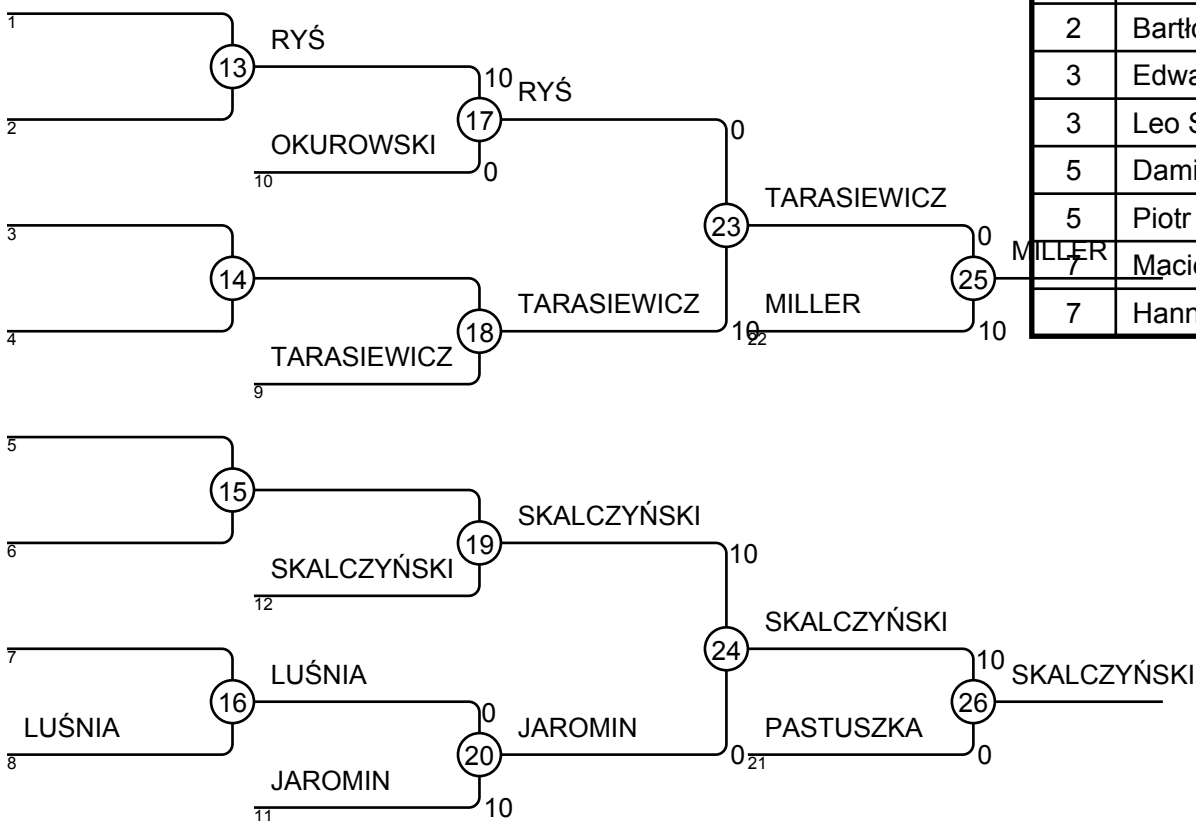 1
RYŚ
13
10
RYŚ
17
2
OKUROWSKI
10
0
0
3
TARASIEWICZ
23
0
14
MILLER
25
TARASIEWICZ
MILLER
18
4
10
22
10
TARASIEWICZ
9
5
15
SKALCZYŃSKI
19
6
10
SKALCZYŃSKI
12
SKALCZYŃSKI
7
24
LUŚNIA
10
SKALCZYŃSKI
16
26
0
LUŚNIA
JAROMIN
PASTUSZKA
20
8
0
21
0
JAROMIN
11
10
2
3
3 Leo
5
5 Piotr
7
7